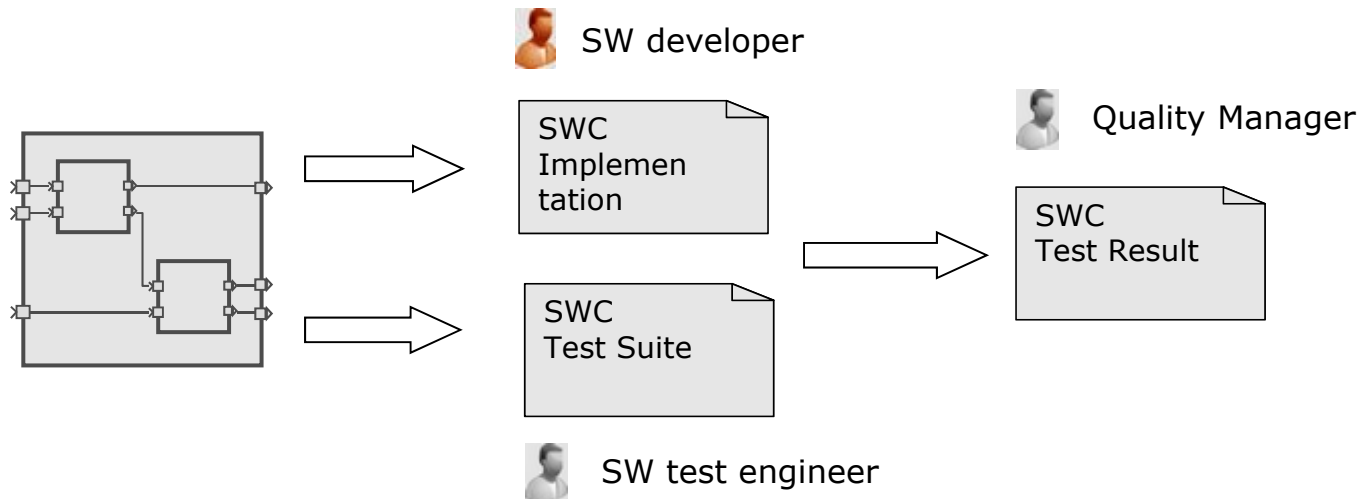 SW developer
SWC
Implemen
tation
Quality Manager
SWC
Test Result
SWC
Test Suite
SW test engineer